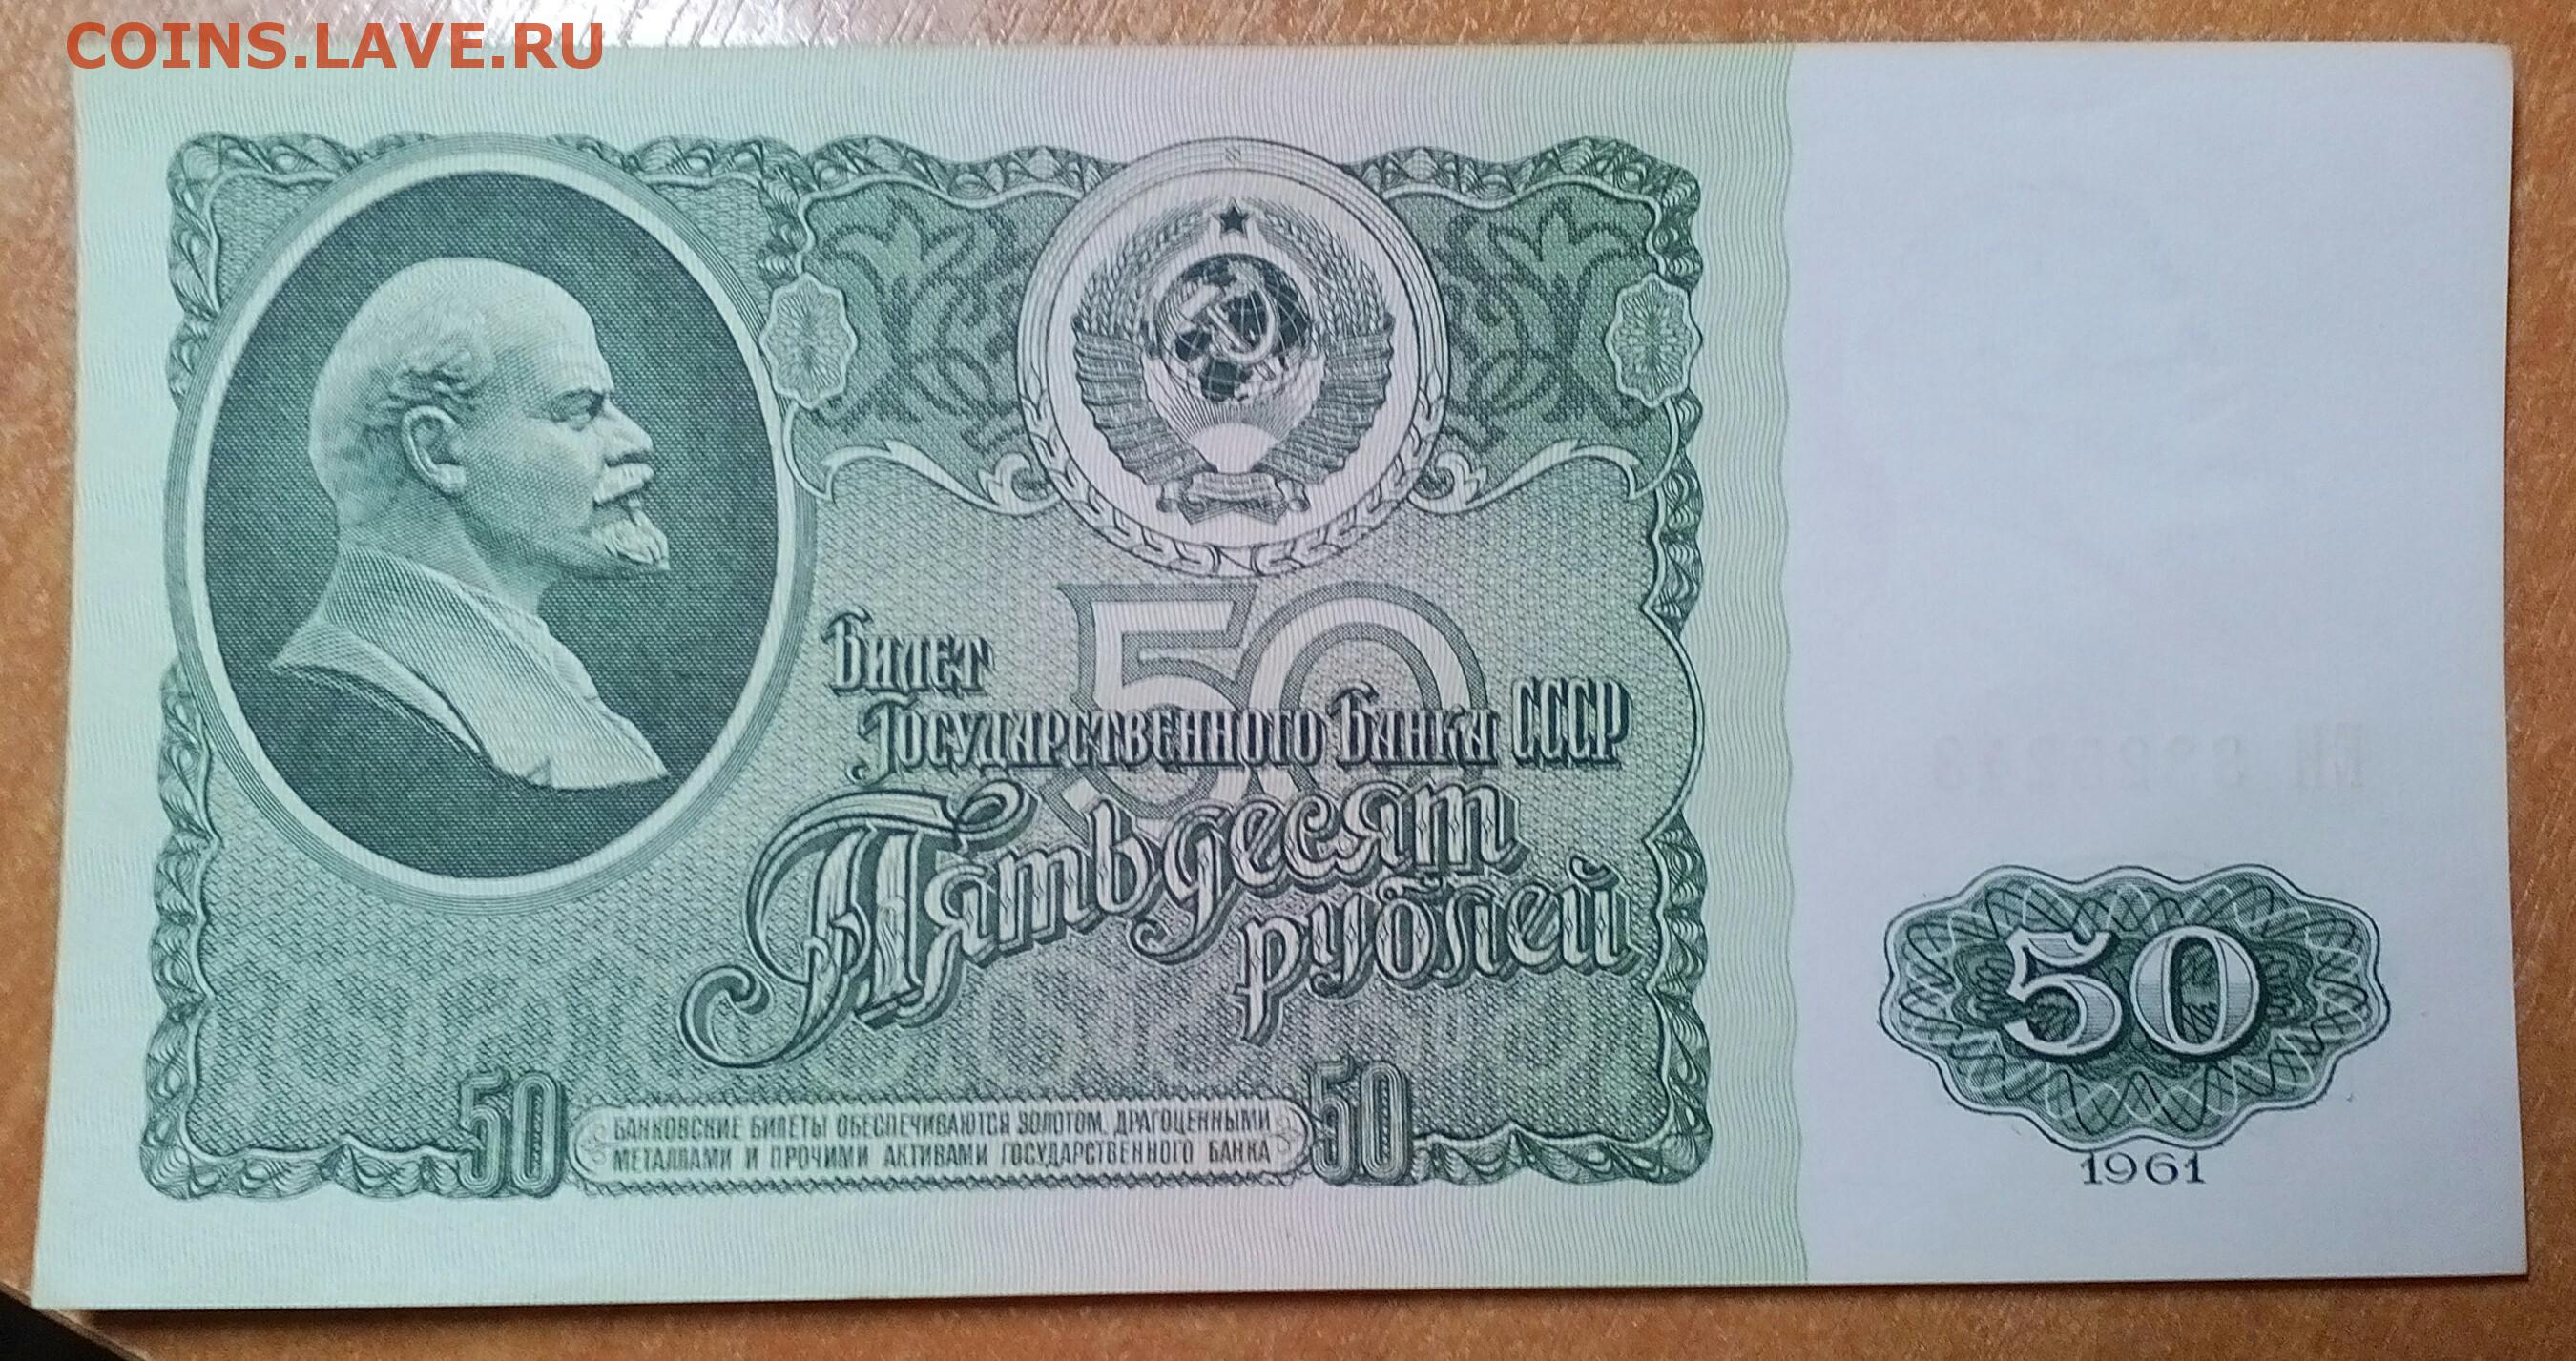 COINS.LAVE.RU
50
Билет
Государственного Банка СССР
Пятьдесят
рублей
50
50 БАНКОВСКИЕ БИЛЕТЫ ОБЕСПЕЧИВАЮТСЯ ЗОЛОТОМ, ДРАГОЦЕННЫМИ 50
МЕТАЛЛАМИ И ПРОЧИМИ АКТИВАМИ ГОСУДАРСТВЕННОГО БАНКА
1961